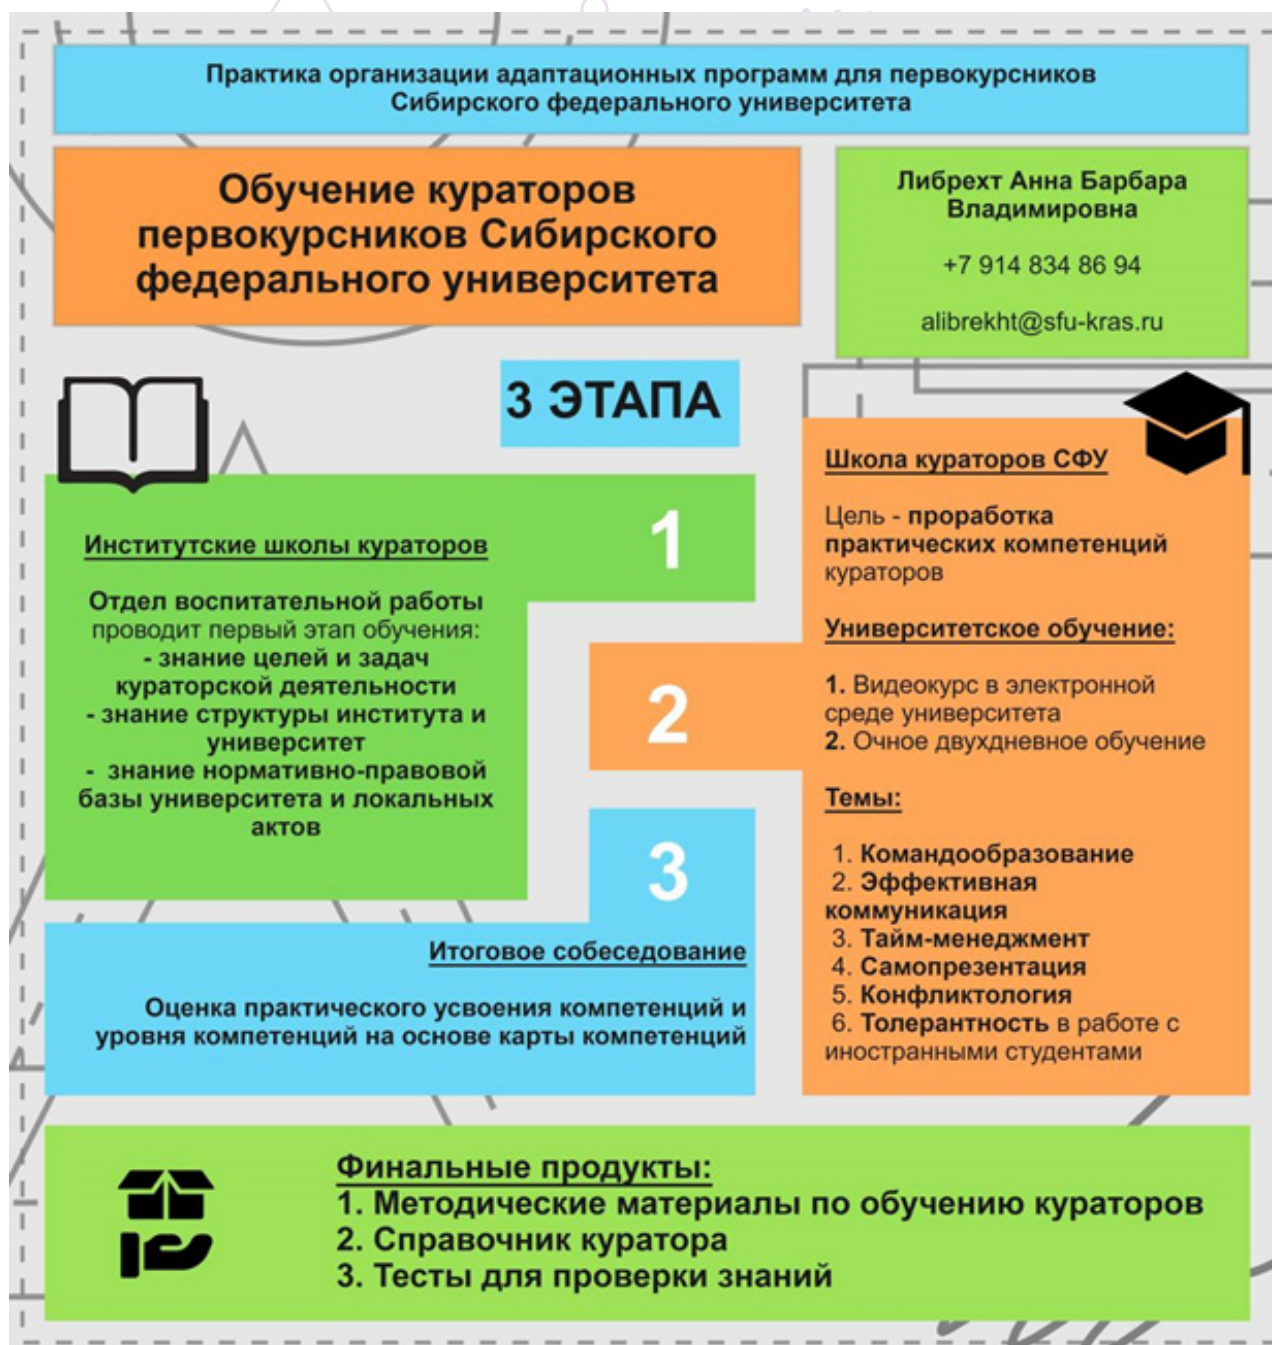 Практика организации адаптационных программ для первокурсников
Сибирского федерального университета
Обучение кураторов
первокурсников Сибирского
федерального университета
Либрехт Анна Барбара
Владимировна
+7 914 834 86 94
alibrekht@sfu-kras.ru
3 ЭТАПА
1
Институтские школы кураторов
Отдел воспитательной работы
проводит первый этап обучения:
- знание целей и задач
кураторской деятельности
- знание структуры института и
университет
- знание нормативно-правовой
базы университета и локальных
актов
2
Школа кураторов СФУ
Цель - проработка
практических компетенций
кураторов
Университетское обучение:
1. Видеокурс в электронной
среде университета
2. Очное двухдневное обучение
Темы:
1. Командообразование
2. Эффективная
коммуникация
3. Тайм-менеджмент
4. Самопрезентация
5. Конфликтология
6. Толерантность в работе с
иностранными студентами
3
Итоговое собеседование
Оценка практического усвоения компетенций и
уровня компетенций на основе карты компетенций
Финальные продукты:
1. Методические материалы по обучению кураторов
2. Справочник куратора
3. Тесты для проверки знаний